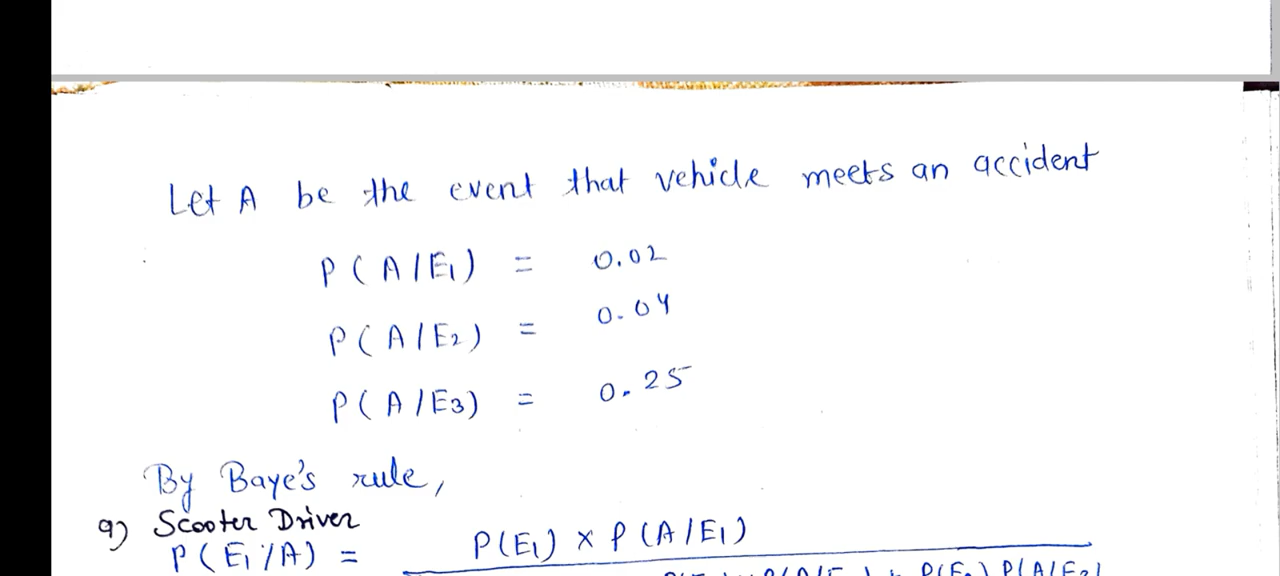 Let A be the event that vehicle meets an accident
P(A/E1) = 0.02
P(A/E2) = 0.04
P(A/E3) = 0.25
By Baye's rule,
a) Scooter Driver
P(E1/A) = P(E1) x P(A/E1)
P(A/E2)